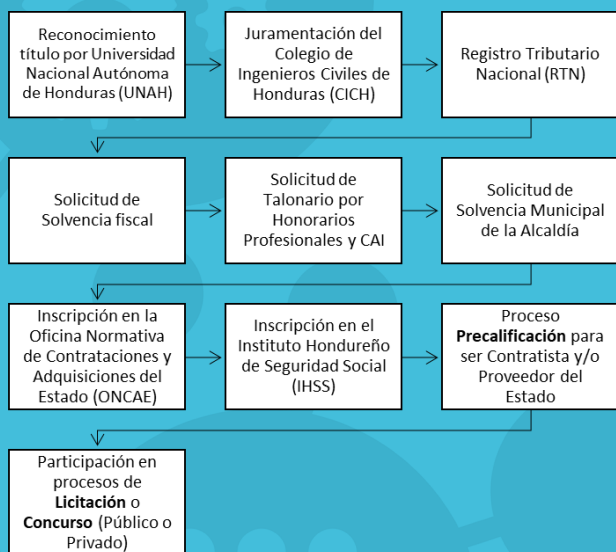 Reconocimiento
título por Universidad
Nacional Autónoma
de Honduras (UNAH)
Juramentación del
Colegio de
Ingenieros Civiles de
Honduras (CICH)
Registro Tributario
Nacional (RTN)
Solicitud de
Solvencia fiscal
Solicitud de
Talonario por
Honorarios
Profesionales y CAI
Solicitud de
Solvencia Municipal
de la Alcaldía
Inscripción en la
Oficina Normativa
de Contrataciones y
Adquisiciones del
Estado (ONCAE)
Inscripción en el
Instituto Hondureño
de Seguridad Social
(IHSS)
Proceso
Precalificación para
ser Contratista y/o
Proveedor del
Estado
Participación en
procesos de
Licitación o
Concurso (Público o
Privado)